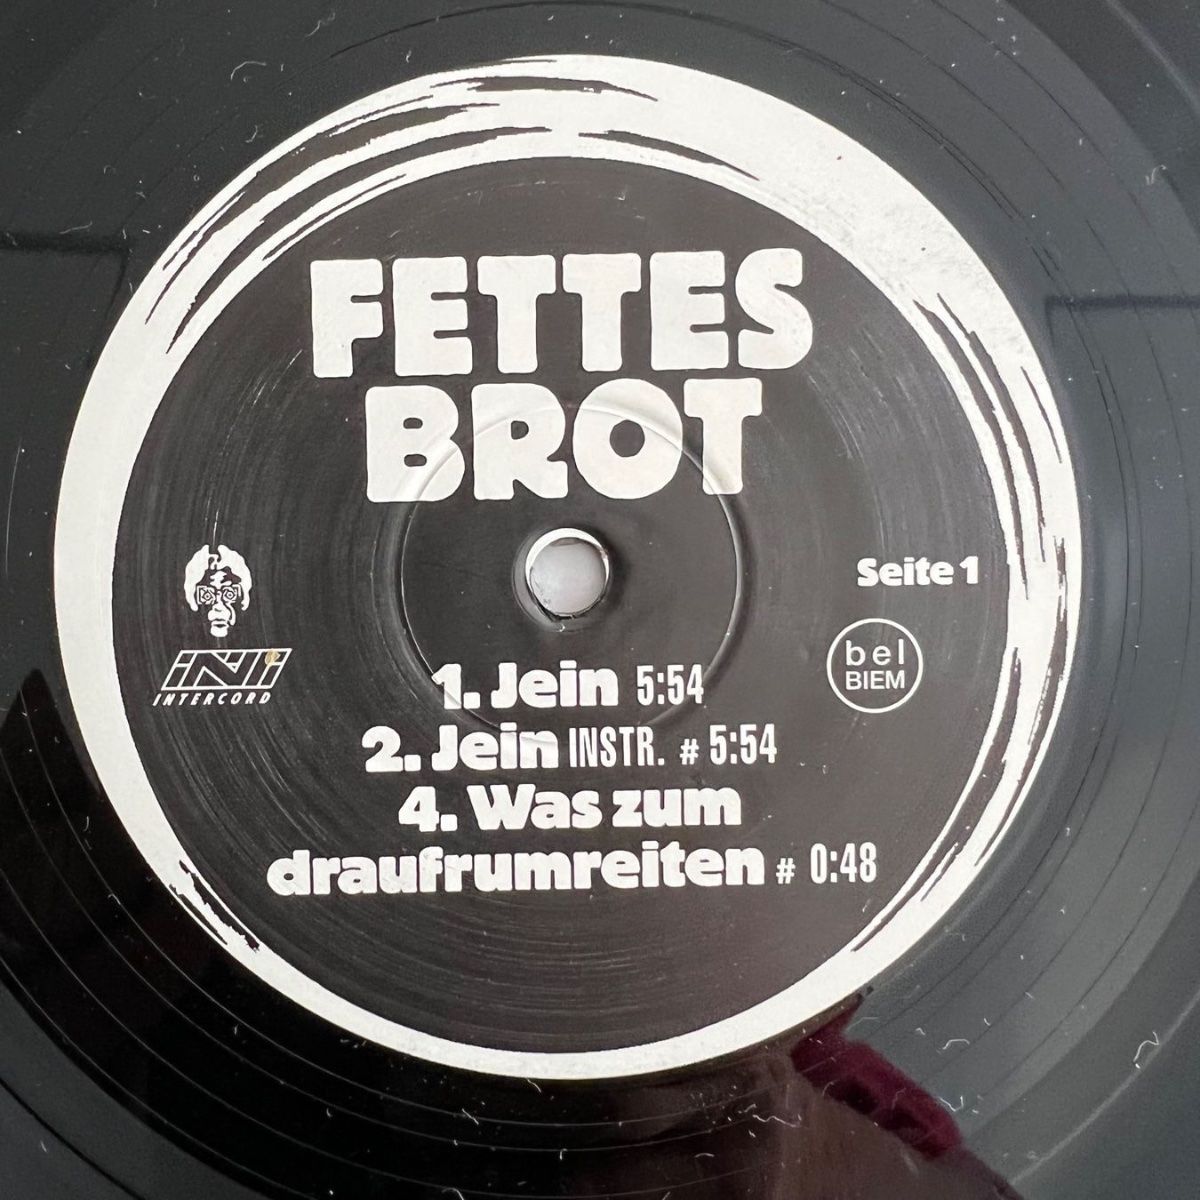 FETTES
BROT
Seite 1
INT
INTERCORD
bel
BIEM
1. Jein 5:54
2. Jein INSTR. # 5:54
4. Was zum
draufrumreiten # 0:48